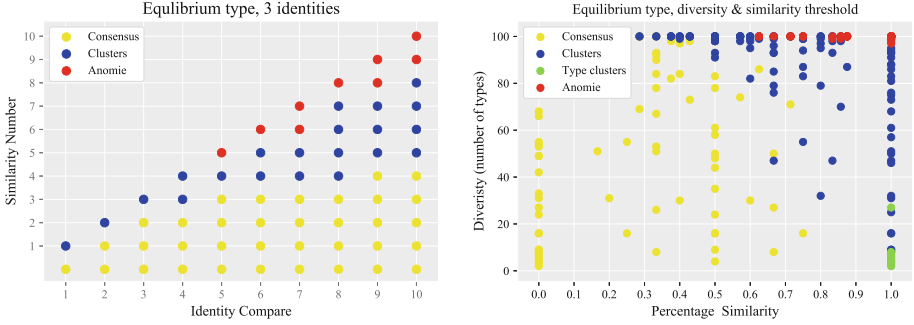 Equlibrium type, 3 identities
Consensus
Clusters
Anomie
Similarity Number
10
9
8
7
6
5
4
3
2
1
1 2 3 4 5 6 7 8 9 10
Identity Compare
Equilibrium type, diversity & similarity threshold
Consensus
Clusters
Type clusters
Anomie
Diveristy (number of types)
100
80
60
40
20
0
0.0 0.1 0.2 0.3 0.4 0.5 0.6 0.7 0.8 0.9 1.0
Percentage Similarity